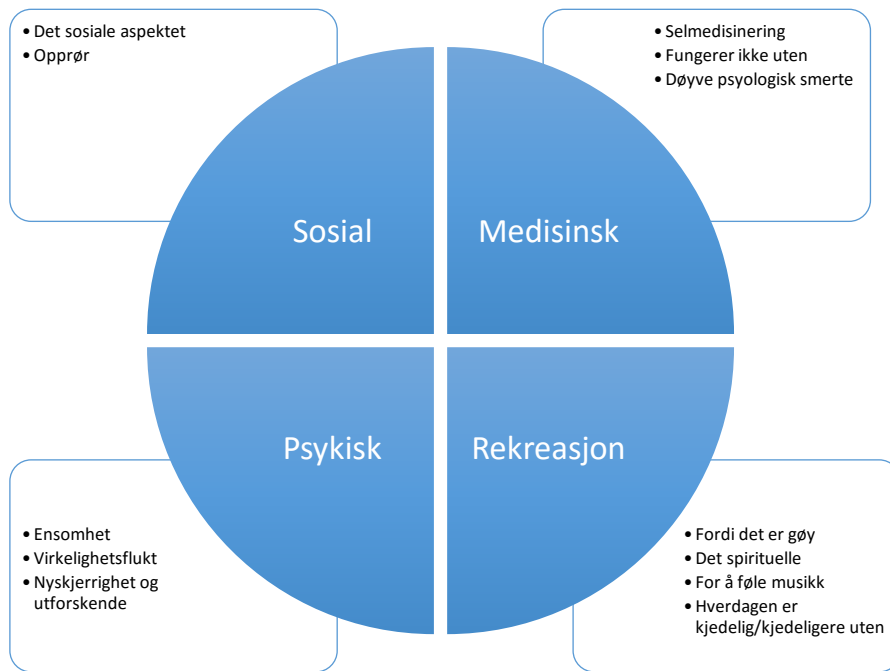 • Det sosiale aspektet
• Opprør
• Selmedisinering
• Fungerer ikke uten
• Døyve psyologisk smerte
Sosial
Medisinsk
Psykisk
Rekreasjon
• Ensomhet
• Virkelighetsflukt
• Nyskjerrighet og
utforskende
• Fordi det er gøy
• Det spirituelle
• For å føle musikk
• Hverdagen er
kjedelig/kjedeligere uten